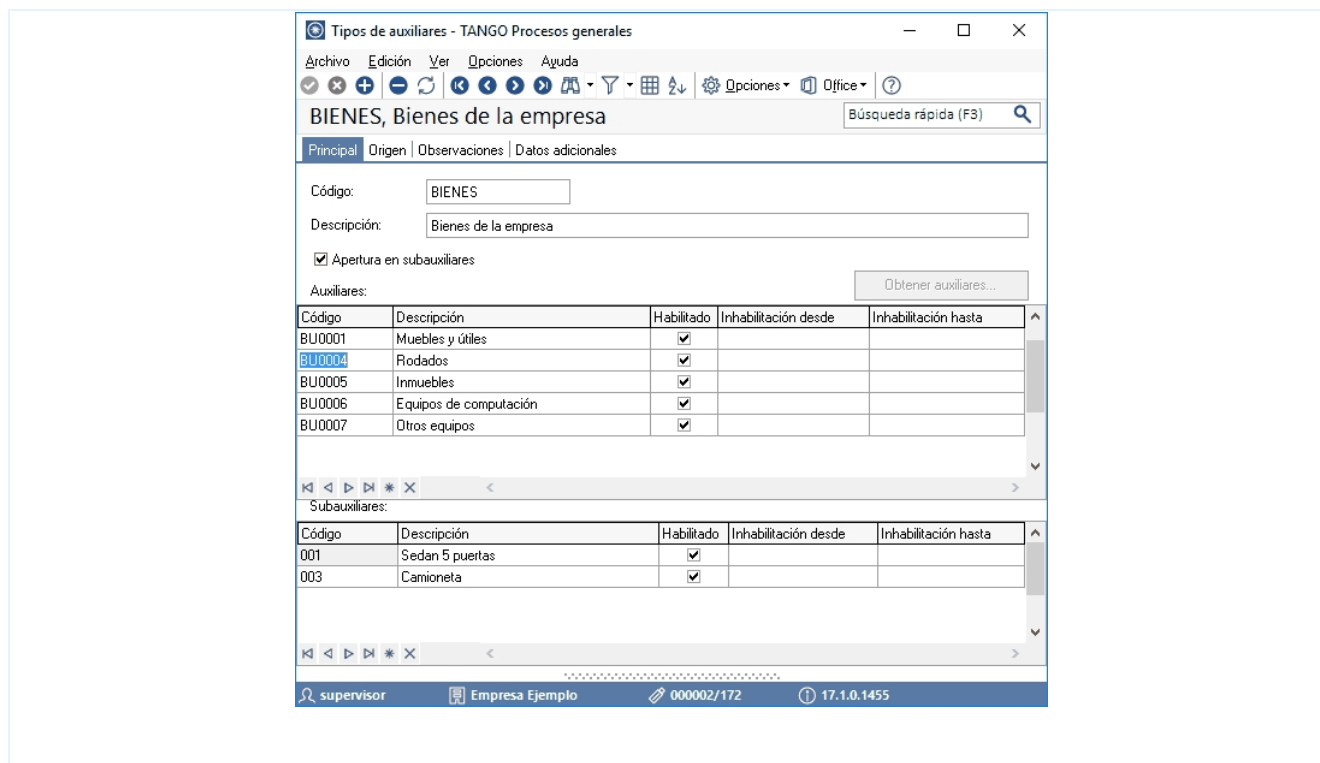 Tipos de auxiliares - TANGO Procesos generales
Archivo Edición Ver Opciones Ayuda
Opciones Office
BIENES, Bienes de la empresa
Búsqueda rápida (F3)
Principal Origen Observaciones Datos adicionales
Código: BIENES
Descripción: Bienes de la empresa
Apertura en subauxiliares
Obtener auxiliares...
Auxiliares:
Código Descripción Habilitado Inhabilitación desde Inhabilitación hasta
BU0001 Muebles y útiles
BU0004 Rodados
BU0005 Inmuebles
BU0006 Equipos de computación
BU0007 Otros equipos
Subauxiliares:
Código Descripción Habilitado Inhabilitación desde Inhabilitación hasta
001 Sedan 5 puertas
003 Camioneta
supervisor Empresa Ejemplo 000002/172 17.1.0.1455